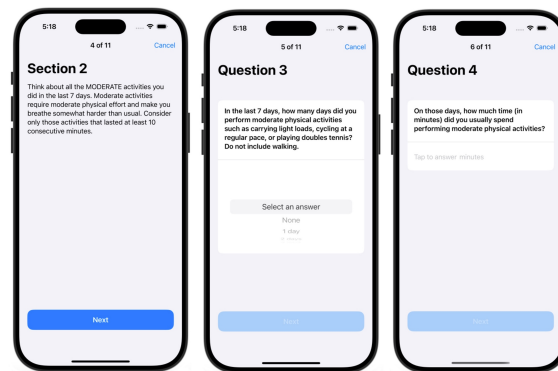 5:18
4 of 11
Cancel
Section 2
Think about all the MODERATE activities you
did in the last 7 days. Moderate activities
require moderate physical effort and make you
breathe somewhat harder than usual. Consider
only those activities that lasted at least 10
consecutive minutes.
Next
5:18
5 of 11
Cancel
Question 3
In the last 7 days, how many days did you
perform moderate physical activities
such as carrying light loads, cycling at a
regular pace, or playing doubles tennis?
Do not include walking.
Select an answer
None
1 day
Next
5:18
6 of 11
Cancel
Question 4
On those days, how much time (in
minutes) did you usually spend
performing moderate physical activities?
Tap to answer: minutes
Next